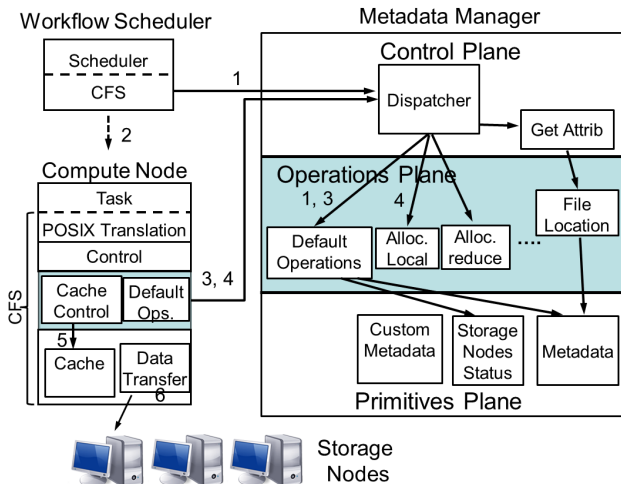 Workflow Scheduler
Scheduler
CFS
1
2
Compute Node
Task
POSIX Translation
Control
CFS
Cache
Control
Default
Ops.
3, 4
5
Cache
Data
Transfer
6
Storage
Nodes
Metadata Manager
Control Plane
Dispatcher
Get Attrib
Operations Plane
1, 3
4
Default
Operations
Alloc.
Local
Alloc.
reduce
....
File
Location
Custom
Metadata
Storage
Nodes
Status
Metadata
Primitives Plane